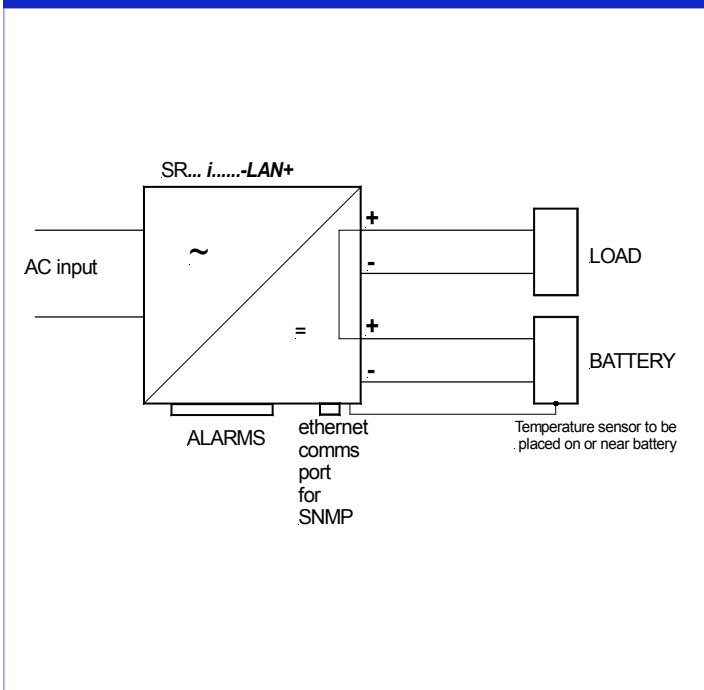 SR... i......-LAN+
+
~
AC input
-
LOAD
=
+
BATTERY
-
ALARMS
ethernet
comms
port
for
SNMP
Temperature sensor to be
placed on or near battery